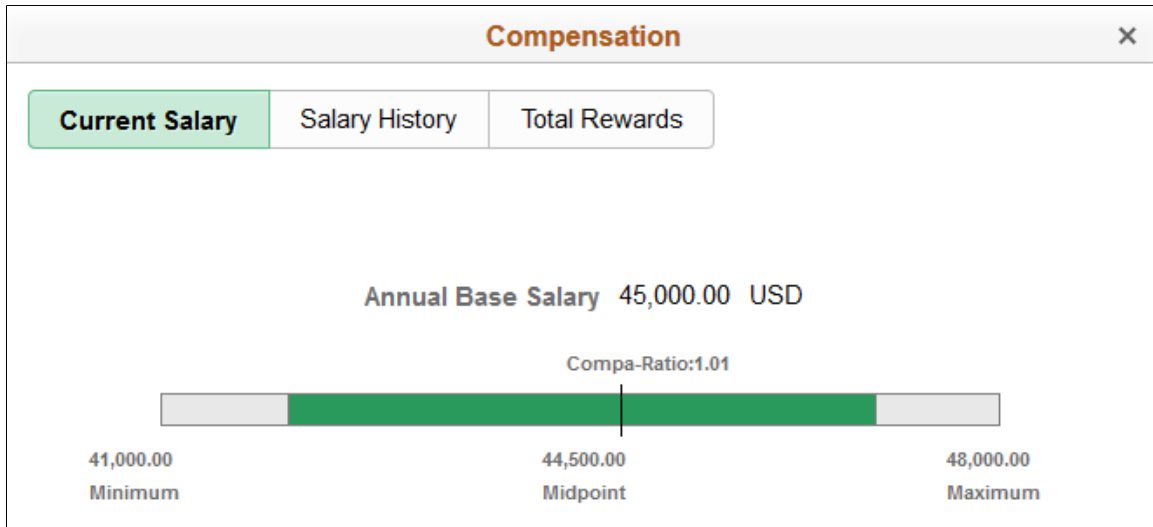 Compensation ×
Current Salary Salary History Total Rewards
Annual Base Salary 45,000.00 USD
Compa-Ratio:1.01
41,000.00 44,500.00 48,000.00
Minimum Midpoint Maximum